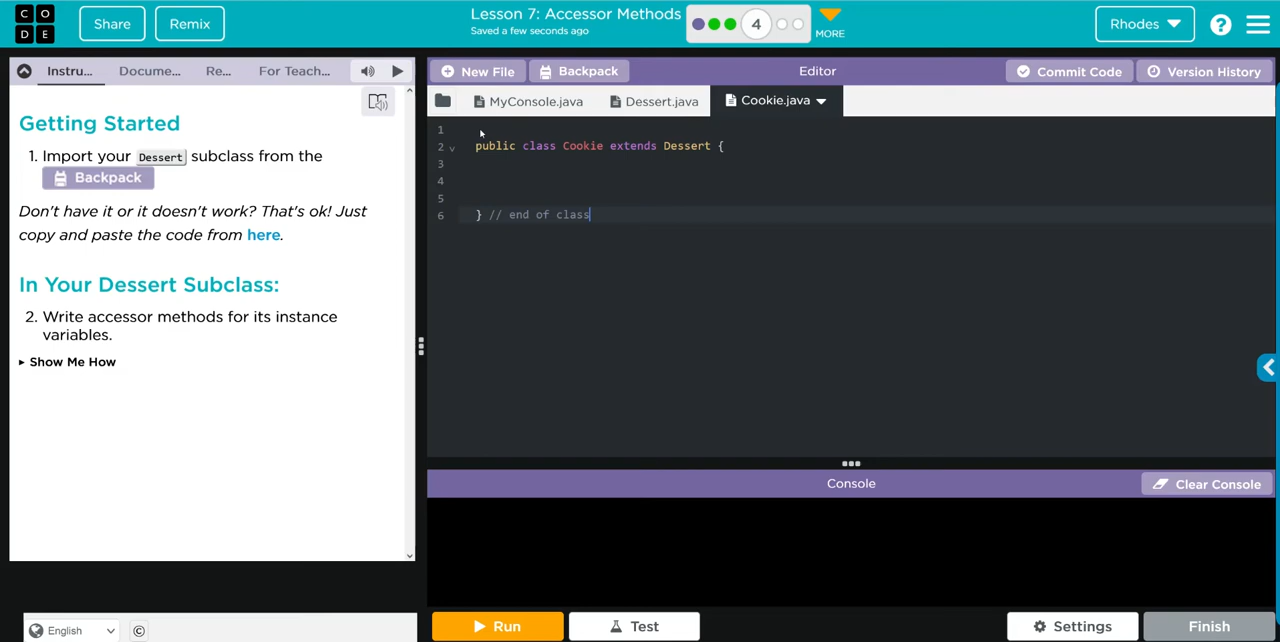 CO
DE
Share
Remix
Lesson 7: Accessor Methods
Saved a few seconds ago
4
MORE
Rhodes
?
Instru...
Docume...
Re...
For Teach...
New File
Backpack
Editor
Commit Code
Version History
MyConsole.java
Dessert.java
Cookie.java
Getting Started
1. Import your Dessert subclass from the
Backpack
Don't have it or it doesn't work? That's ok! Just
copy and paste the code from here.
In Your Dessert Subclass:
2. Write accessor methods for its instance
variables.
Show Me How
1
2 public class Cookie extends Dessert {
3
4
5
6 } // end of class
Console
Clear Console
English
©
Run
Test
Settings
Finish